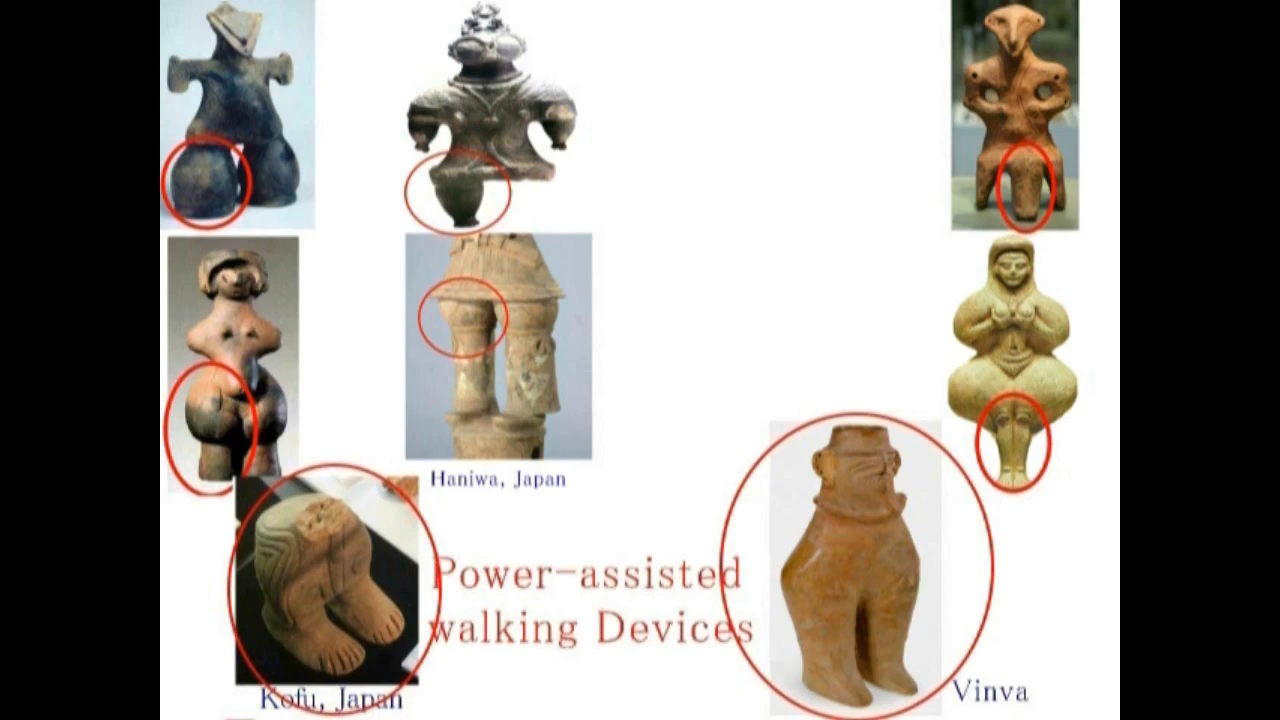 Haniwa, Japan
Power-assisted
walking Devices
Kofu, Japan
Vinva